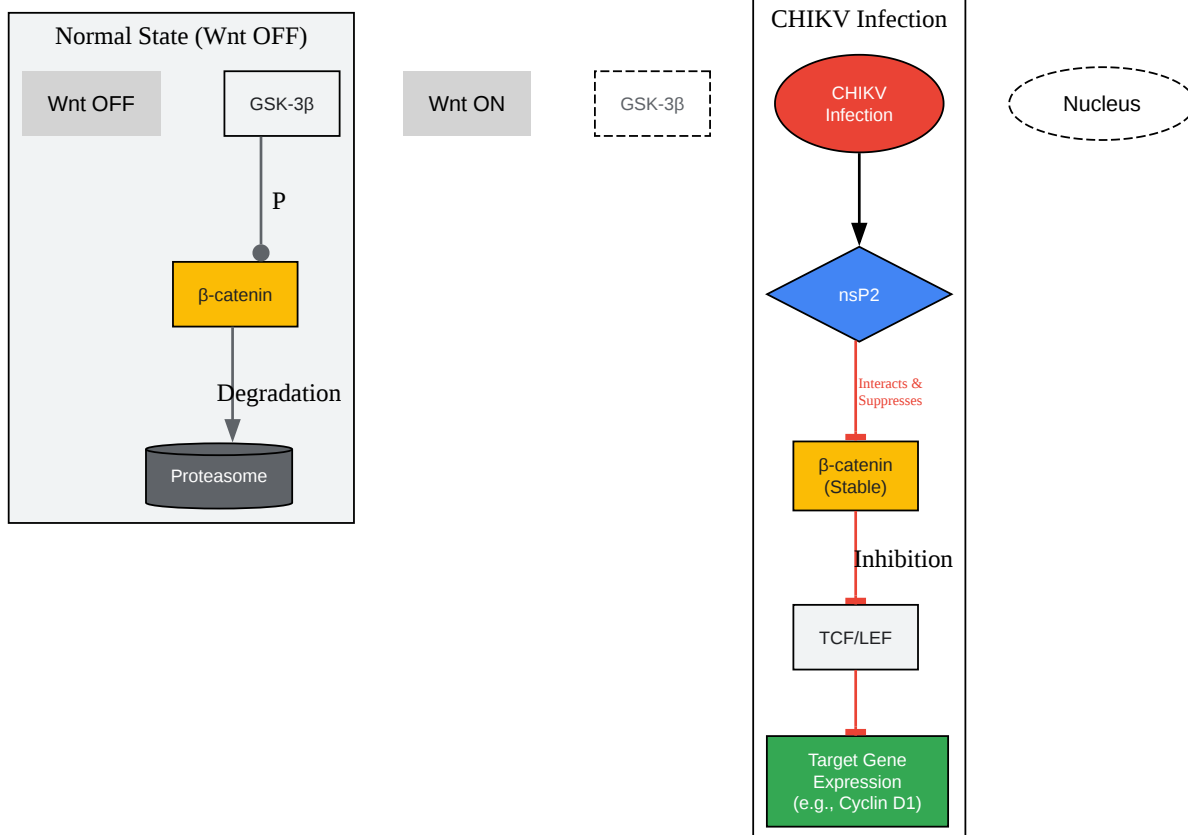 Normal State (Wnt OFF)
Wnt OFF
GSK-3β
P
β-catenin
Degradation
Proteasome
Wnt ON
GSK-3β
CHIKV Infection
CHIKV
Infection
nsP2
Interacts &
Suppresses
β-catenin
(Stable)
Inhibition
TCF/LEF
Target Gene
Expression
(e.g., Cyclin D1)
Nucleus